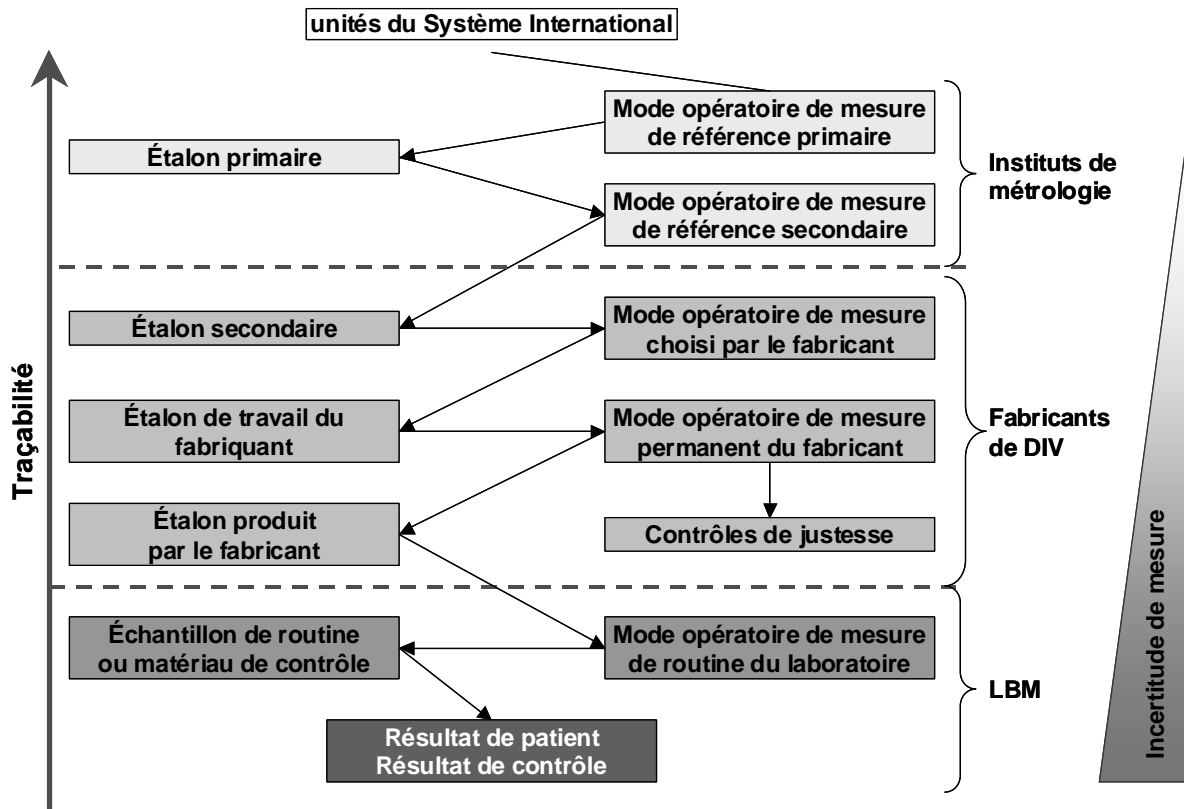 unités du Système International
Mode opératoire de mesure
de référence primaire
Étalon primaire
Instituts de
métrologie
Mode opératoire de mesure
de référence secondaire
Étalon secondaire
Mode opératoire de mesure
choisi par le fabricant
Étalon de travail du
fabriquant
Mode opératoire de mesure
permanent du fabricant
Fabricants
de DIV
Étalon produit
par le fabricant
Contrôles de justesse
Échantillon de routine
ou matériau de contrôle
Mode opératoire de mesure
de routine du laboratoire
LBM
Résultat de patient
Résultat de contrôle
Traçabilité
Incertitude de mesure